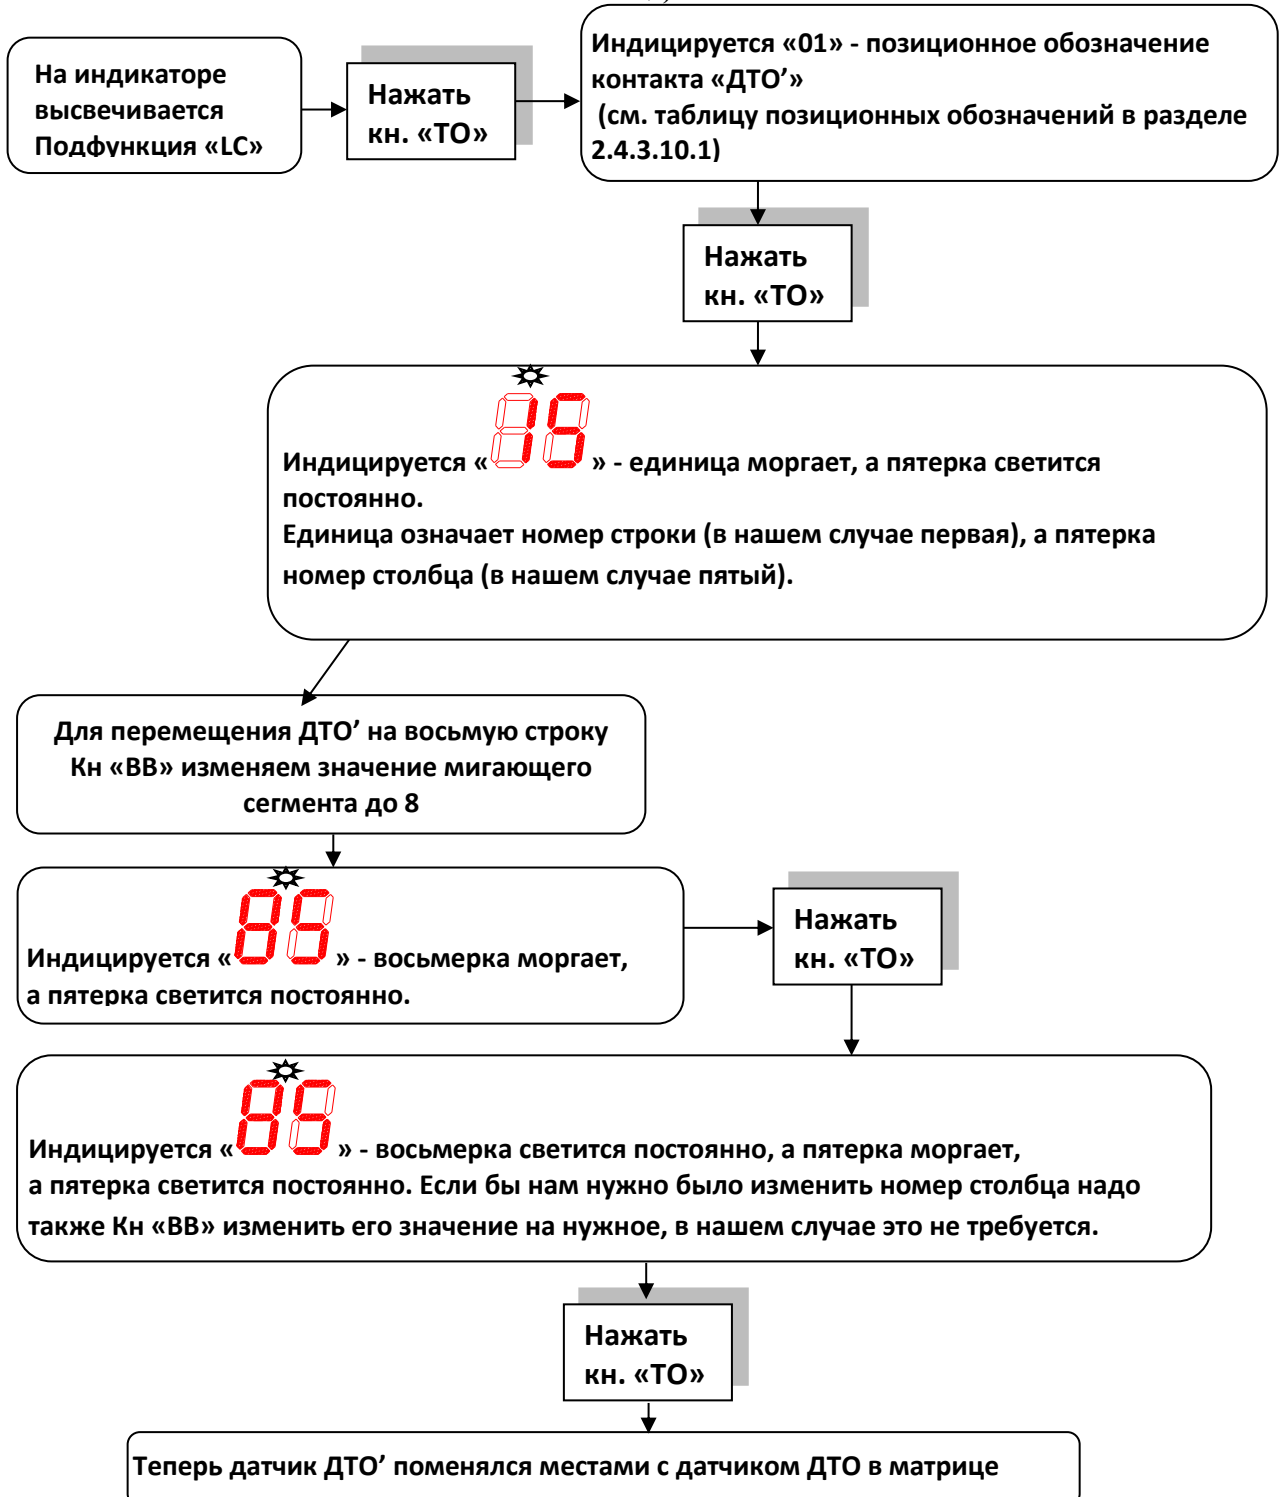 На индикаторе
высвечивается
Подфункция «LC»
Нажать
кн. «ТО»
Индицируется «01» - позиционное обозначение
контакта «ДТО’»
(см. таблицу позиционных обозначений в разделе
2.4.3.10.1)
Нажать
кн. «ТО»
Индицируется «15» - единица моргает, а пятерка светится
постоянно.
Единица означает номер строки (в нашем случае первая), а пятерка
номер столбца (в нашем случае пятый).
Для перемещения ДТО’ на восьмую строку
Кн «ВВ» изменяем значение мигающего
сегмента до 8
Индицируется «85» - восьмерка моргает,
а пятерка светится постоянно.
Нажать
кн. «ТО»
Индицируется «85» - восьмерка светится постоянно, а пятерка моргает,
а пятерка светится постоянно. Если бы нам нужно было изменить номер столбца надо
также Кн «ВВ» изменить его значение на нужное, в нашем случае это не требуется.
Нажать
кн. «ТО»
Теперь датчик ДТО’ поменялся местами с датчиком ДТО в матрице